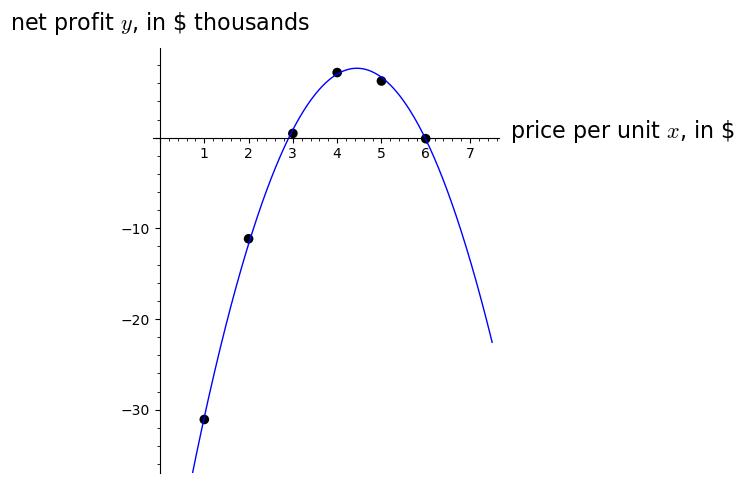 net profit y, in $ thousands
price per unit x, in $
1 2 3 4 5 6 7
−10
−20
−30